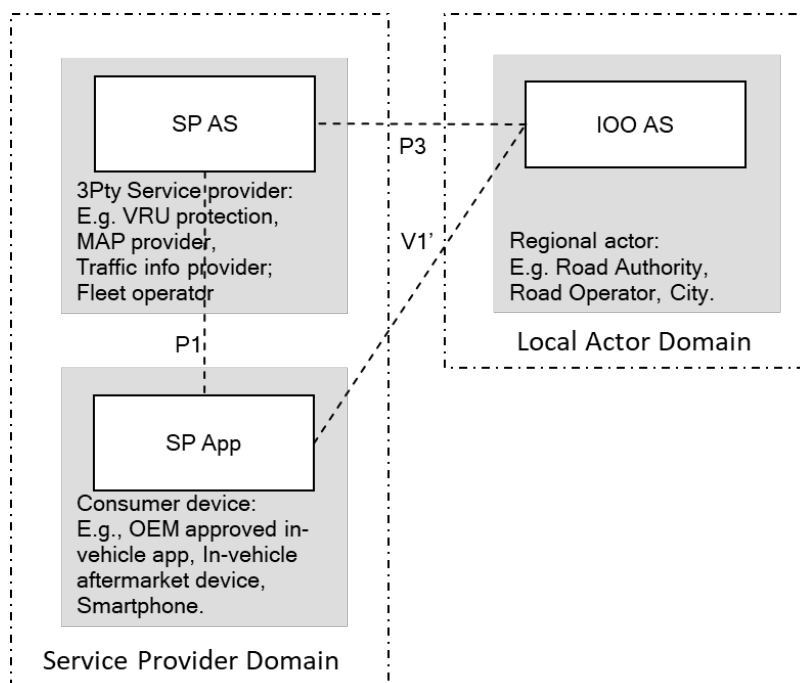 SP AS
3Pty Service provider:
E.g. VRU protection,
MAP provider,
Traffic info provider;
Fleet operator
P1
SP App
Consumer device:
E.g., OEM approved in-
vehicle app, In-vehicle
aftermarket device,
Smartphone.
Service Provider Domain
P3
V1’
IOO AS
Regional actor:
E.g. Road Authority,
Road Operator, City.
Local Actor Domain